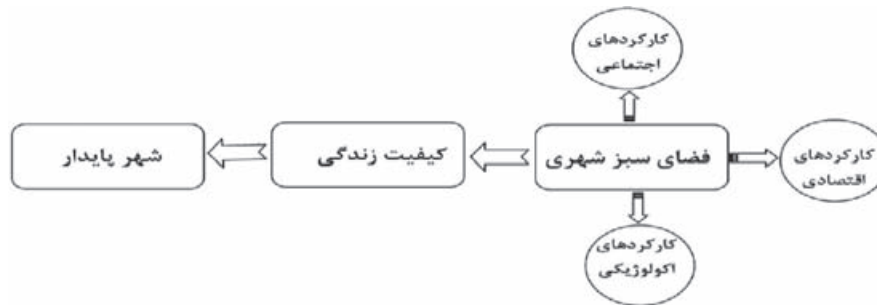 کارکردهای
اجتماعی
کارکردهای
اقتصادی
فضای سبز شهری
کیفیت زندگی
شهر پایدار
کارکردهای
اکولوژیکی